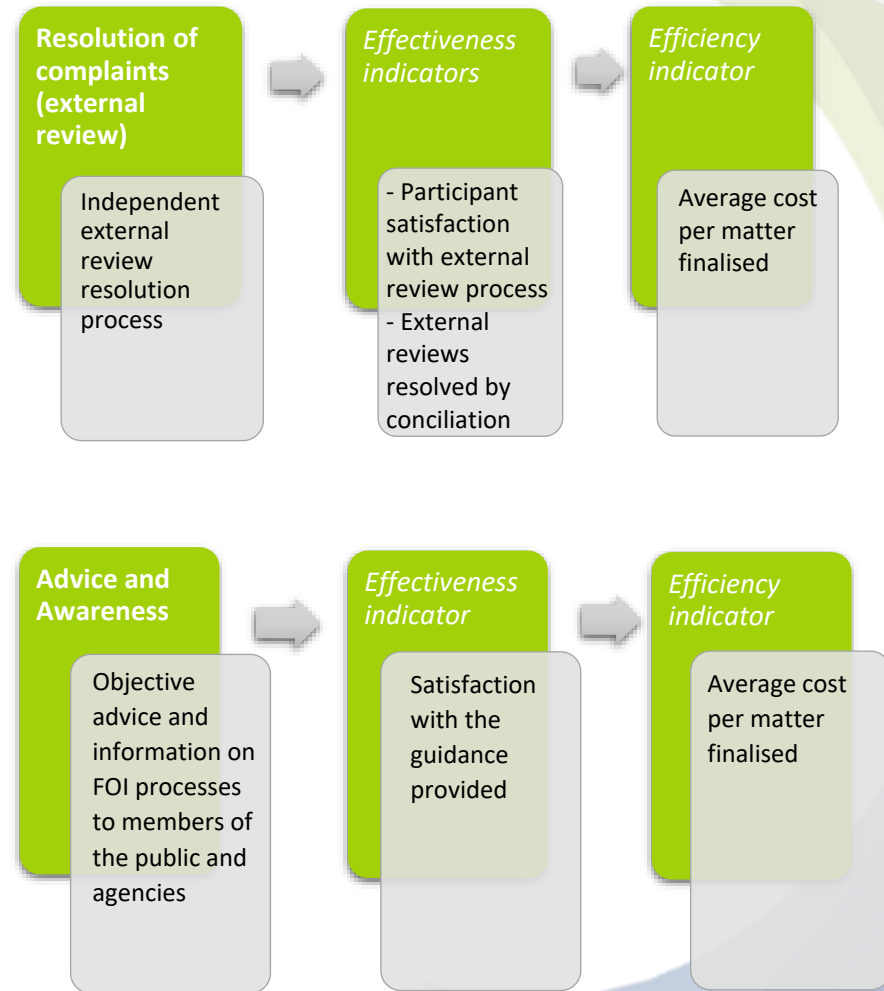 Resolution of
complaints
(external
review)
Independent
external
review
resolution
process
Effectiveness
indicators
- Participant
satisfaction
with external
review process
- External
reviews
resolved by
conciliation
Efficiency
indicator
Average cost
per matter
finalised
Advice and
Awareness
Objective
advice and
information on
FOI processes
to members of
the public and
agencies
Effectiveness
indicator
Satisfaction
with the
guidance
provided
Efficiency
indicator
Average cost
per matter
finalised